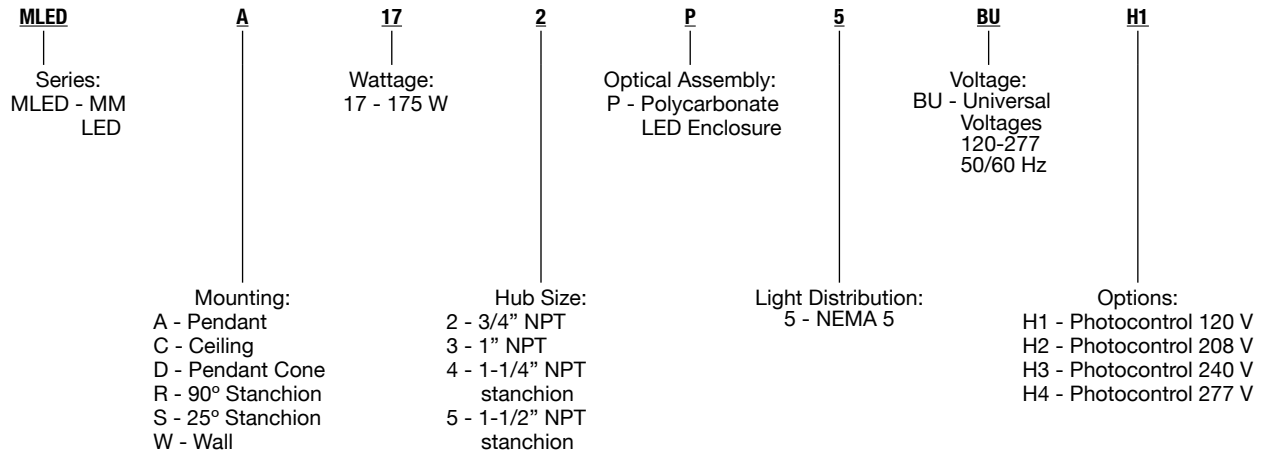 MLED A 17 2 P 5 BU H1
Series:
MLED - MM
LED
Wattage:
17 - 175 W
Optical Assembly:
P - Polycarbonate
LED Enclosure
Voltage:
BU - Universal
Voltages
120-277
50/60 Hz
Mounting:
A - Pendant
C - Ceiling
D - Pendant Cone
R - 90º Stanchion
S - 25º Stanchion
W - Wall
Hub Size:
2 - 3/4” NPT
3 - 1” NPT
4 - 1-1/4” NPT
stanchion
5 - 1-1/2” NPT
stanchion
Light Distribution:
5 - NEMA 5
Options:
H1 - Photocontrol 120 V
H2 - Photocontrol 208 V
H3 - Photocontrol 240 V
H4 - Photocontrol 277 V